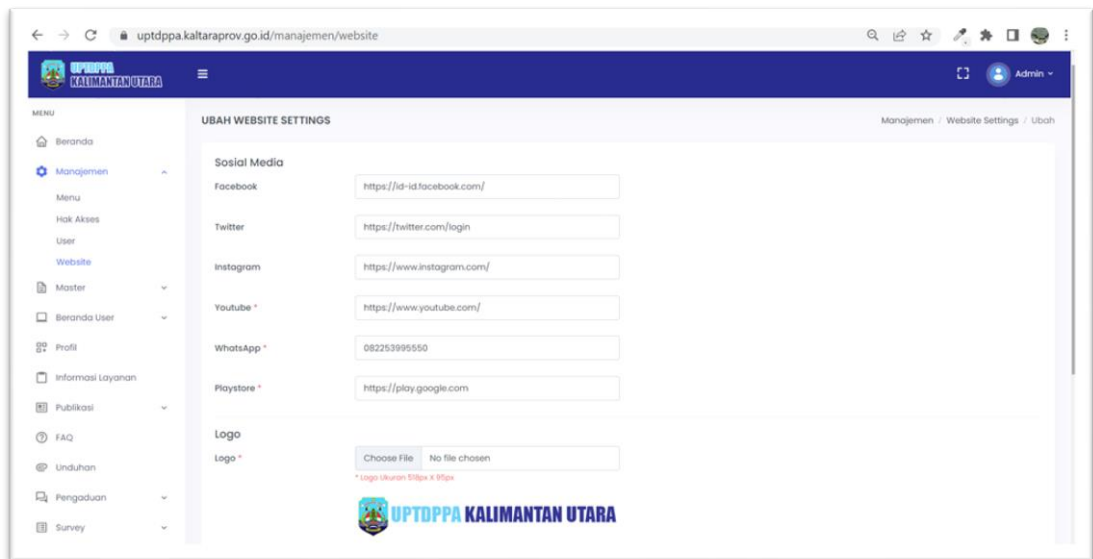 uptdppa.kaltaraprov.go.id/manajemen/website
UPTDPPA
KALIMANTAN UTARA
Admin
MENU
Beranda
Manajemen
Menu
Hak Akses
User
Website
Master
Beranda User
Profil
Informasi Layanan
Publikasi
FAQ
Unduhan
Pengaduan
Survey
UBAH WEBSITE SETTINGS
Manajemen / Website Settings / Ubah
Sosial Media
Facebook https://id-id.facebook.com/
Twitter https://twitter.com/login
Instagram https://www.instagram.com/
Youtube * https://www.youtube.com/
WhatsApp * 082253995550
Playstore * https://play.google.com
Logo
Logo * Choose File No file chosen
* Logo Ukuran 518px X 95px
UPTDPPA KALIMANTAN UTARA